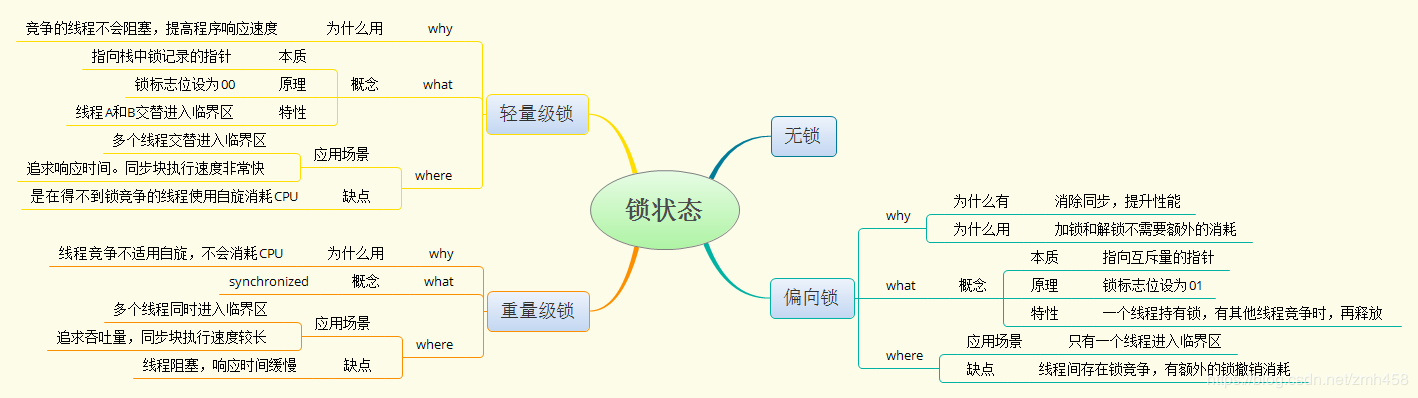 锁状态
轻量级锁
why
为什么用
竞争的线程不会阻塞，提高程序响应速度
what
概念
本质
指向栈中锁记录的指针
原理
锁标志位设为00
特性
线程A和B交替进入临界区
where
应用场景
多个线程交替进入临界区
追求响应时间。同步块执行速度非常快
缺点
是在得不到锁竞争的线程使用自旋消耗CPU
重量级锁
why
为什么用
线程竞争不适用自旋，不会消耗CPU
what
概念
synchronized
where
应用场景
多个线程同时进入临界区
追求吞吐量，同步块执行速度较长
缺点
线程阻塞，响应时间缓慢
无锁
偏向锁
why
为什么有
消除同步，提升性能
为什么用
加锁和解锁不需要额外的消耗
what
概念
本质
指向互斥量的指针
原理
锁标志位设为01
特性
一个线程持有锁，有其他线程竞争时，再释放
where
应用场景
只有一个线程进入临界区
缺点
线程间存在锁竞争，有额外的锁撤销消耗
https://blog.csdn.net/zmh458